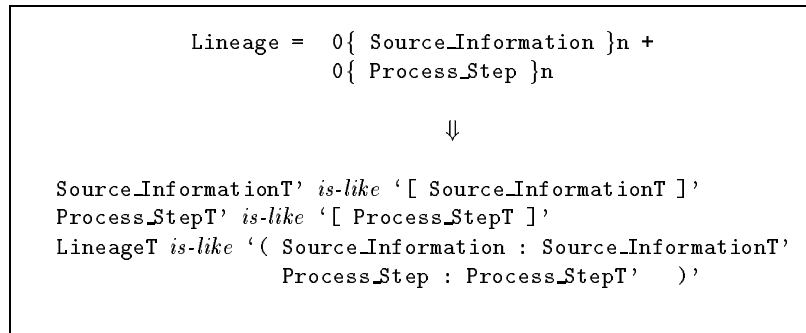 Lineage = 0{ Source_Information }n +
0{ Process_Step }n
⇓
Source_InformationT’ is-like ‘[ Source_InformationT ]’
Process_StepT’ is-like ‘[ Process_StepT ]’
LineageT is-like ‘( Source_Information : Source_InformationT’
Process_Step : Process_StepT’ )’